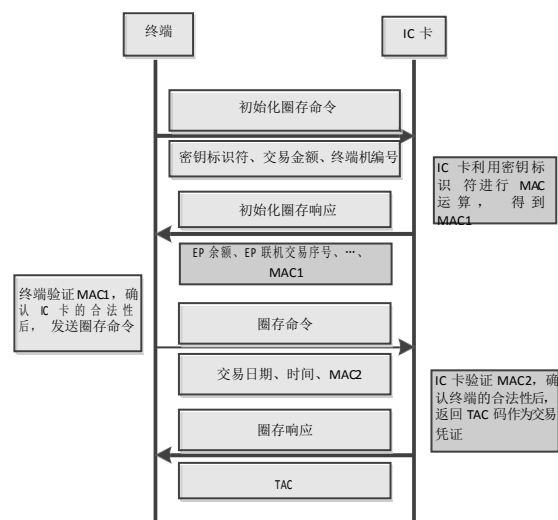 终端
IC 卡
初始化圈存命令
密钥标识符、交易金额、终端机编号
IC 卡利用密钥标
识 符进行 MAC
运算， 得到
MAC1
初始化圈存响应
EP 余额、EP 联机交易序号、…、
MAC1
终端验证MAC1，确
认 IC 卡的合法性
后， 发送圈存命令
圈存命令
交易日期、时间、MAC2
IC 卡验证 MAC2，确
认终端的合法性后，
返回 TAC 码作为交易
凭证
圈存响应
TAC